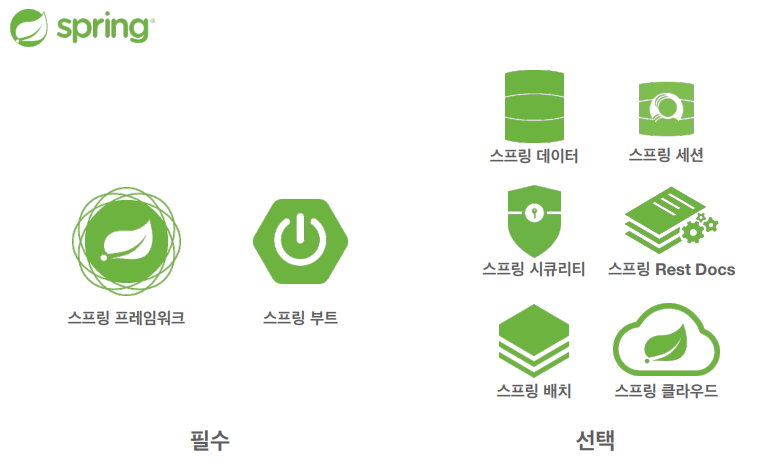 spring
스프링 데이터
스프링 세션
스프링 시큐리티
스프링 Rest Docs
스프링 프레임워크
스프링 부트
스프링 배치
스프링 클라우드
필수
선택